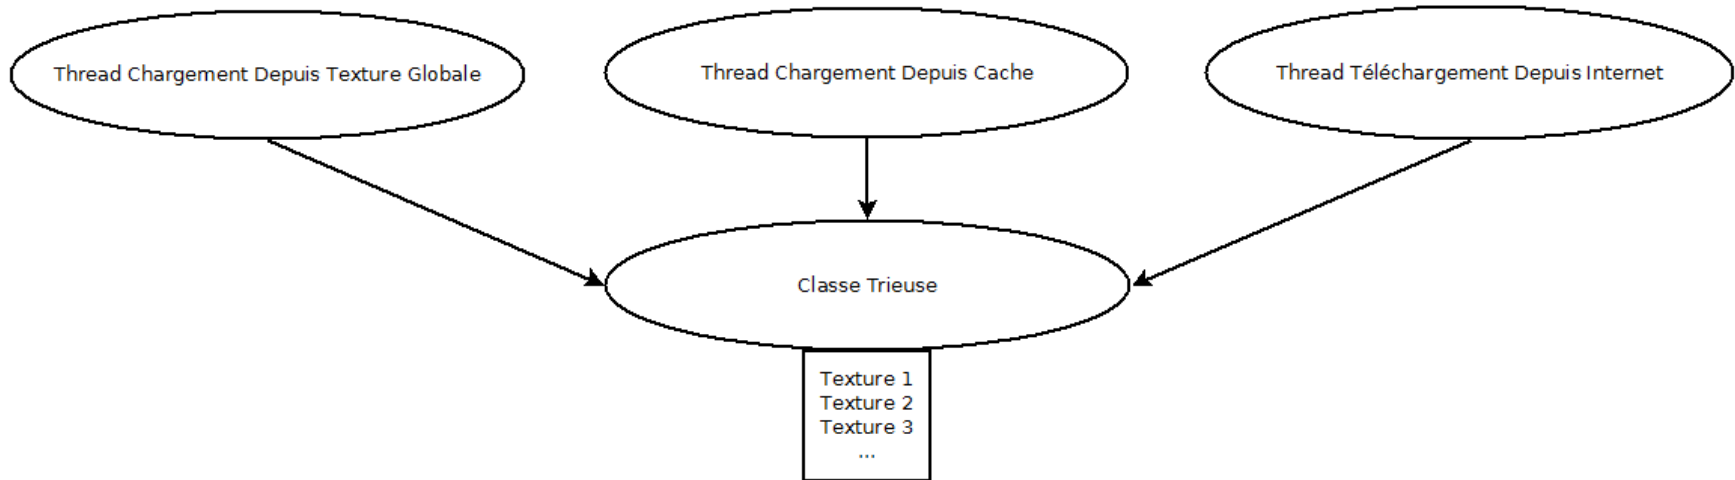 Thread Chargement Depuis Texture Globale
Thread Chargement Depuis Cache
Thread Téléchargement Depuis Internet
Classe Trieuse
Texture 1
Texture 2
Texture 3
...